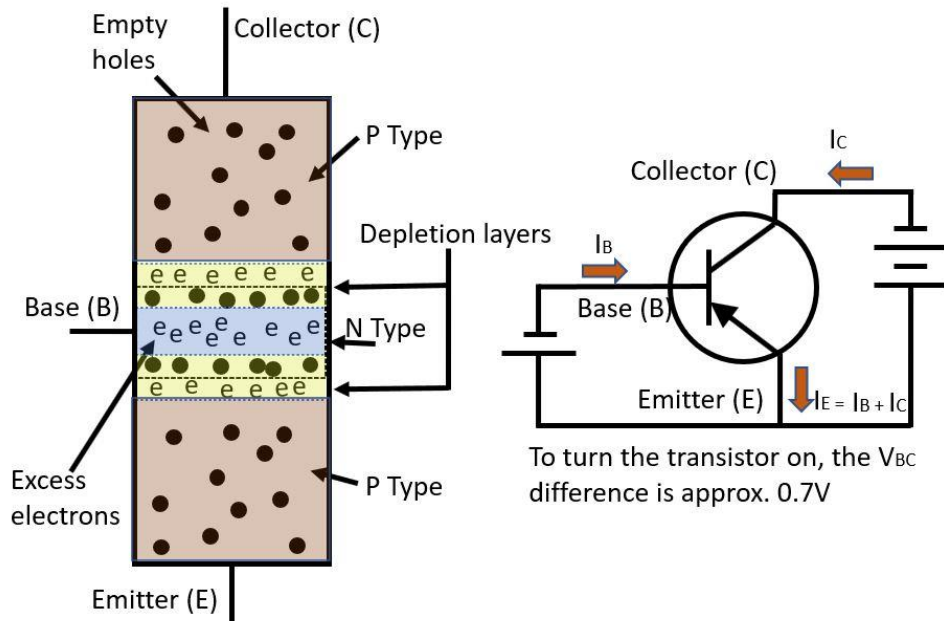 Empty
holes
Collector (C)
P Type
Depletion layers
e e e e e e
Base (B)
N Type
e e e e e e e e e
e e e e e e
Excess
electrons
P Type
Emitter (E)
IC
Collector (C)
IB
Base (B)
Emitter (E)
IE = IB + IC
To turn the transistor on, the VBC
difference is approx. 0.7V